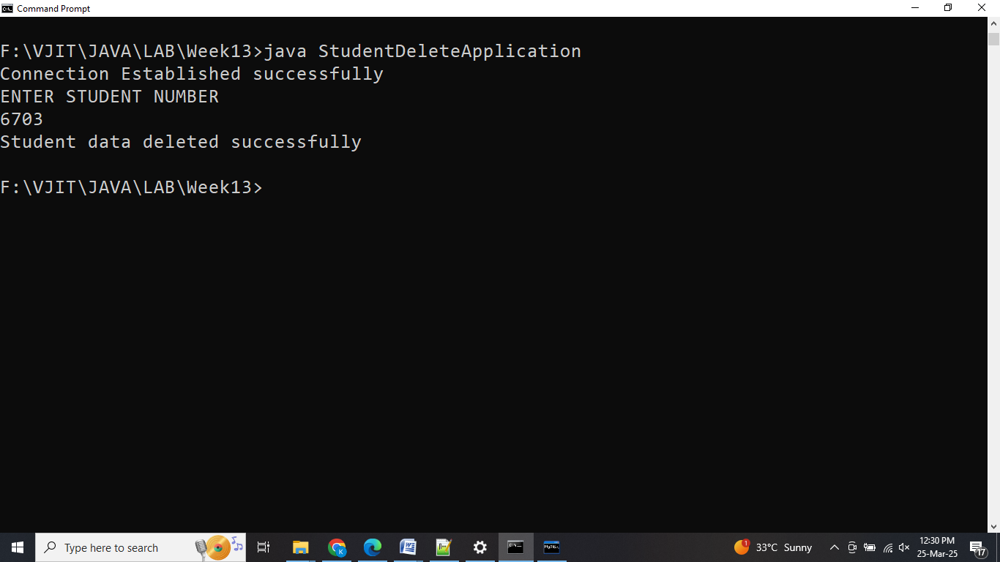 Command Prompt
F:\VJIT\JAVA\LAB\Week13>java StudentDeleteApplication
Connection Established successfully
ENTER STUDENT NUMBER
6703
Student data deleted successfully
F:\VJIT\JAVA\LAB\Week13>
Type here to search
1
33°C Sunny
12:30 PM
25-Mar-25
17